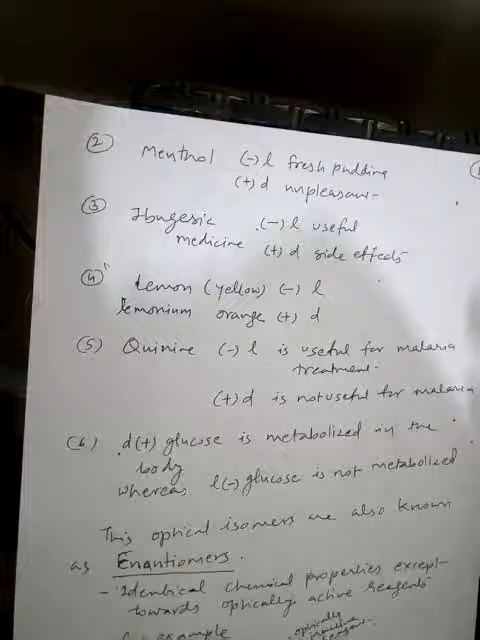 (2) Menthol (-) l fresh pudding
(+) d unpleasant
(3) Ibugesic (-) l useful
medicine (+) d side effects
(4) Lemon (yellow) (-) l
lemonium orange (+) d
(5) Quinine (-) l is useful for malaria
treatment.
(+) d is not useful for malaria
(6) d(+) glucose is metabolized in the
body
whereas l(-) glucose is not metabolized
This optical isomers are also known
as Enantiomers.
- Identical chemical properties except
towards optically active reagents
example
optically